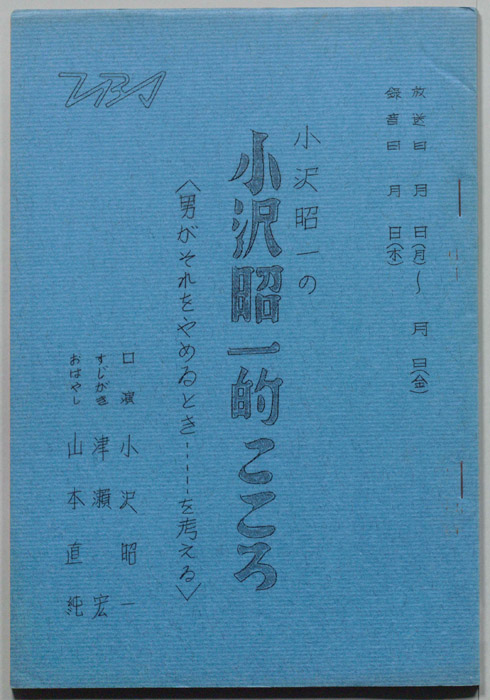 放送日　月　日(月)～　月　日(金)
録音日　月　日(木)
小沢昭一の
小沢昭一的こころ
〈男がそれをやめるとき……を考える〉
口演　小沢昭一
すじがき　津瀬宏
おはやし　山本直純
TBS